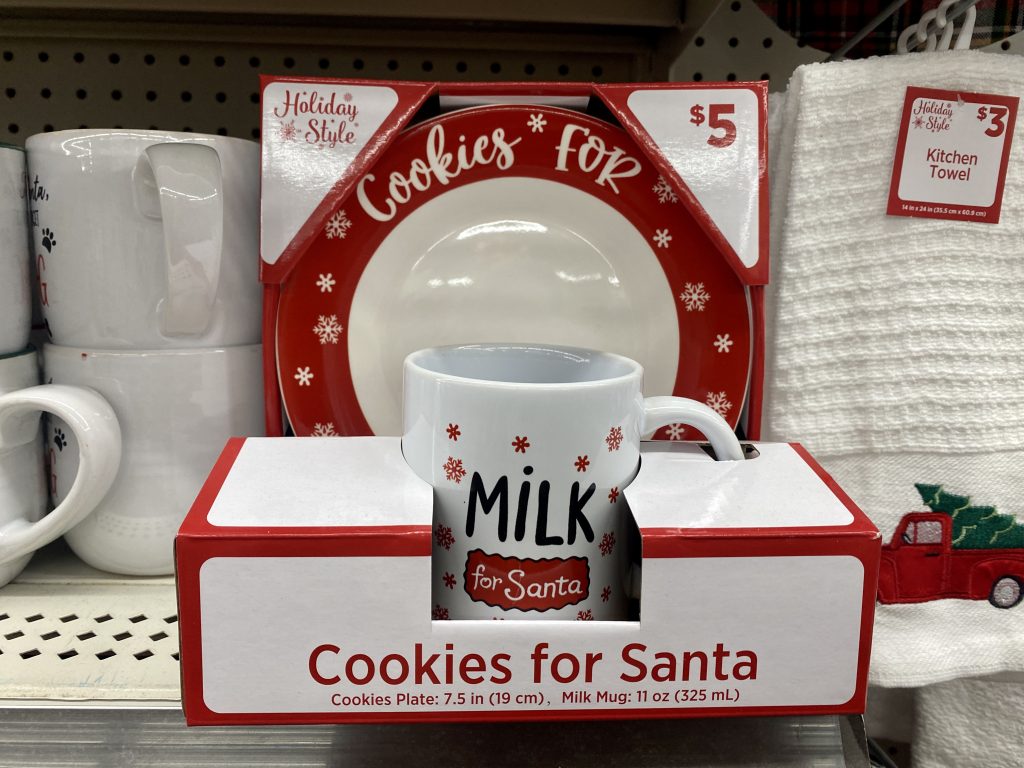 Holiday
Style
$5
Cookies FOR
MiLK
for Santa
Cookies for Santa
Cookies Plate: 7.5 in (19 cm), Milk Mug: 11 oz (325 mL)
Holiday
Style
$3
Kitchen
Towel
14 in x 24 in (35.5 cm x 60.9 cm)